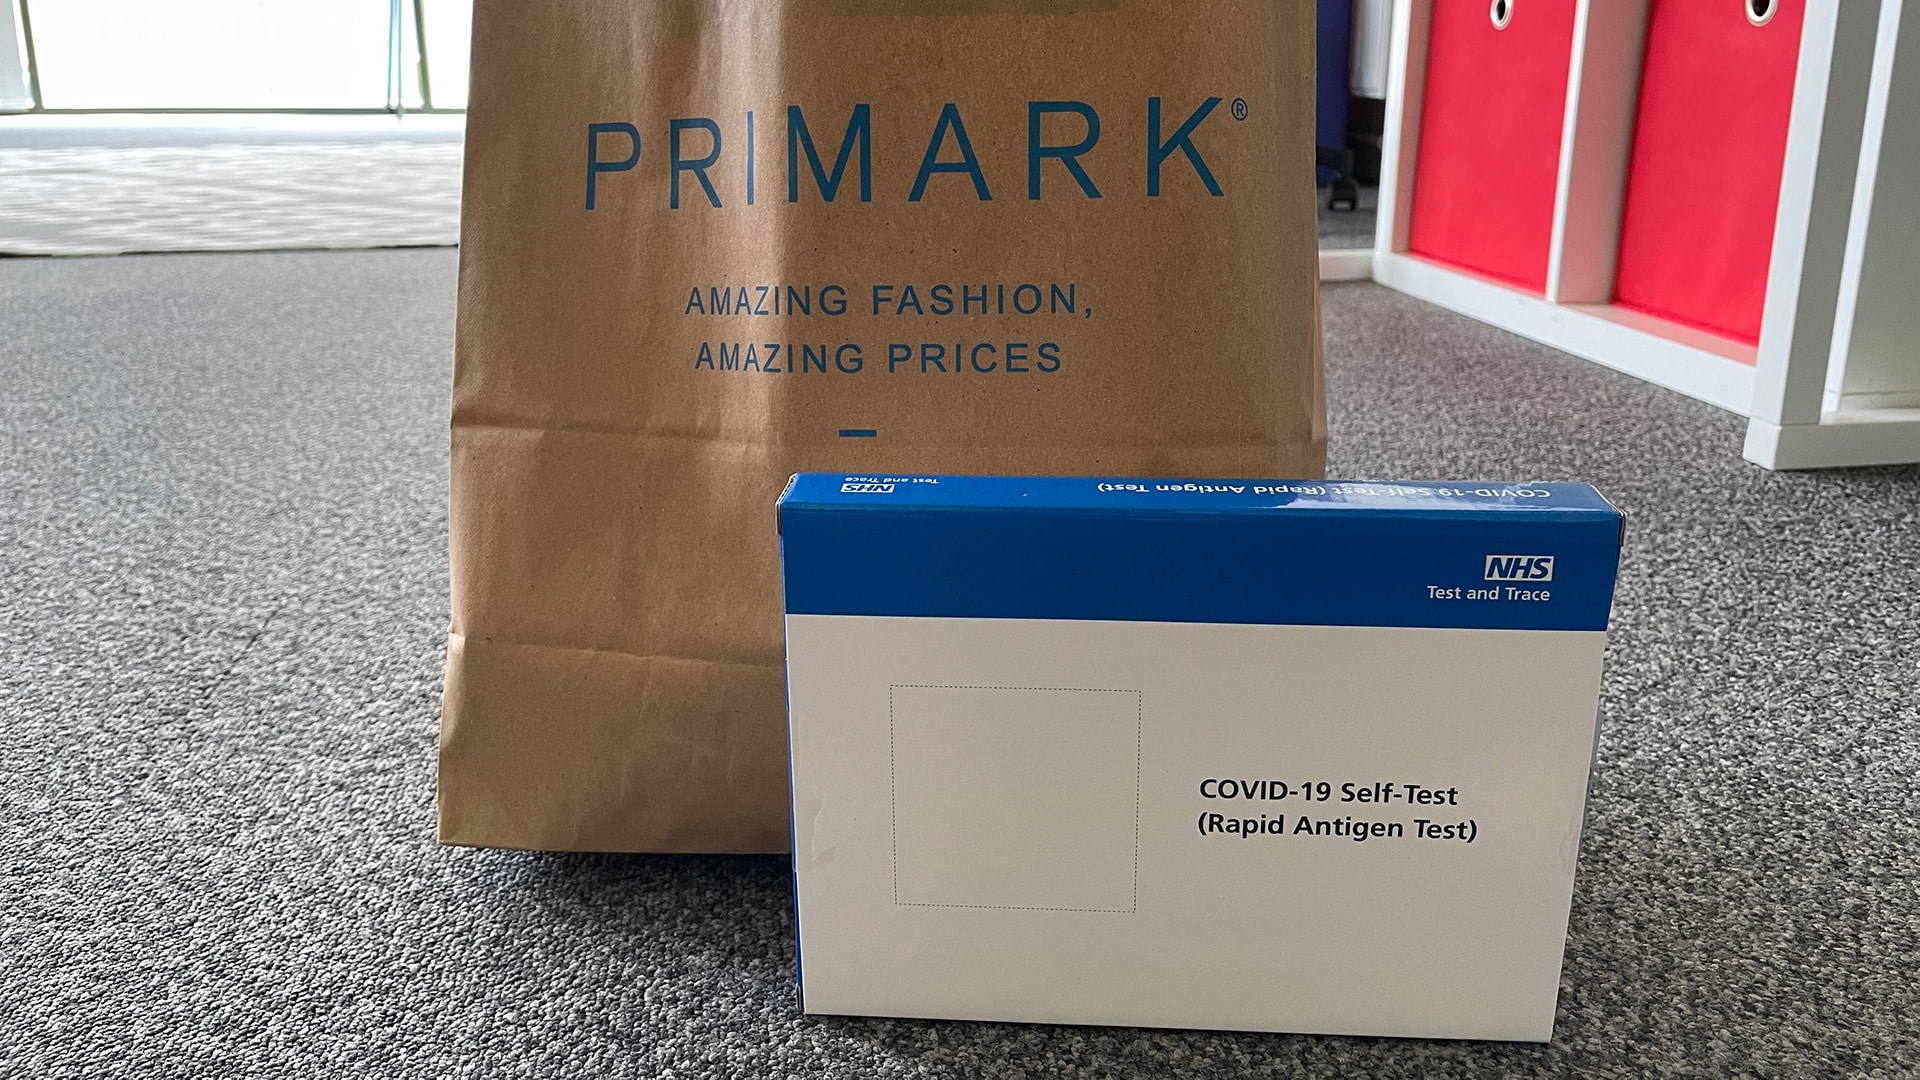 PRIMARK®
AMAZING FASHION,
AMAZING PRICES
NHS
Test and Trace
COVID-19 Self-Test (Rapid Antigen Test)
NHS
Test and Trace
COVID-19 Self-Test
(Rapid Antigen Test)